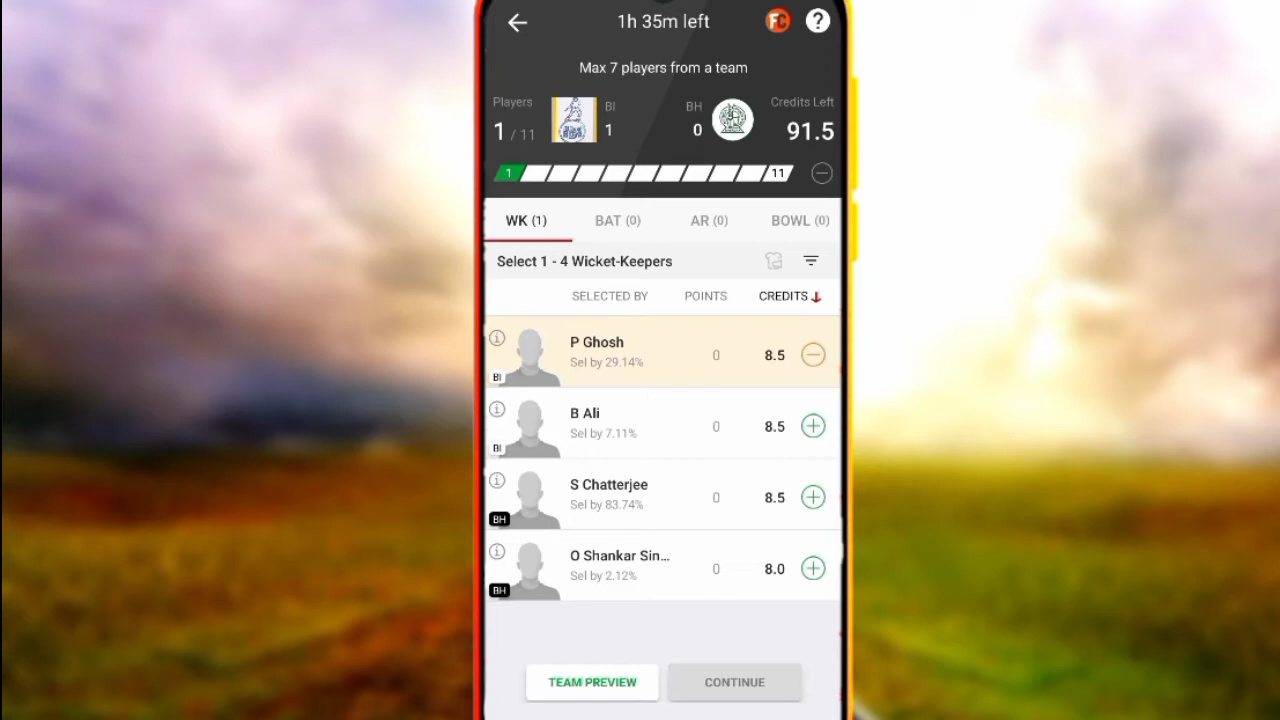 1h 35m left
FC
?
Max 7 players from a team
Players
BI
BH
Credits Left
1 / 11
1
0
91.5
1
11
WK (1)
BAT (0)
AR (0)
BOWL (0)
Select 1 - 4 Wicket-Keepers
SELECTED BY
POINTS
CREDITS
P Ghosh
Sel by 29.14%
0
8.5
BI
B Ali
Sel by 7.11%
0
8.5
BI
S Chatterjee
Sel by 83.74%
0
8.5
BH
O Shankar Sin...
Sel by 2.12%
0
8.0
BH
TEAM PREVIEW
CONTINUE